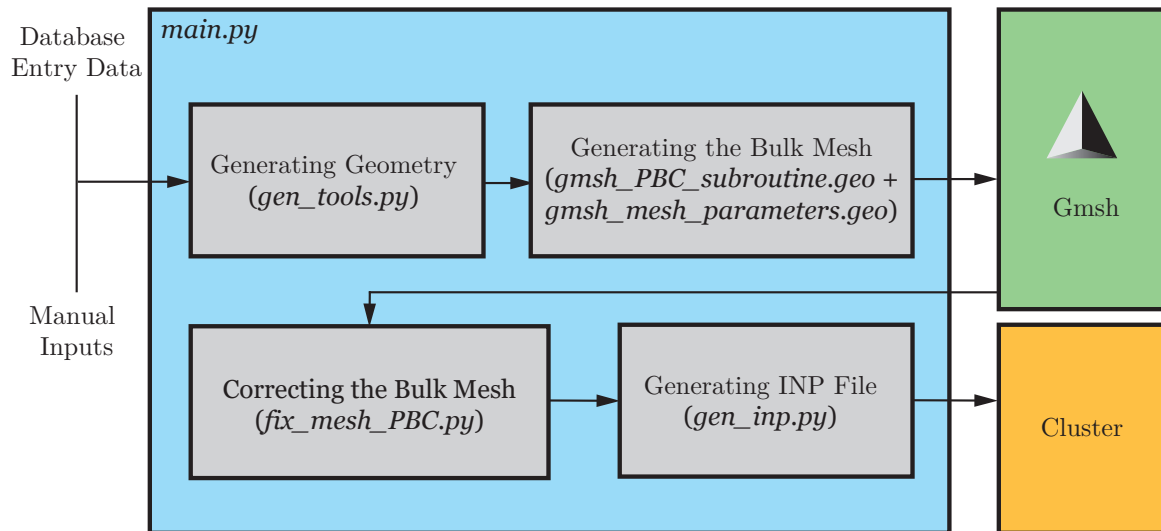 Database
Entry Data
main.py
Generating Geometry
(gen_tools.py)
Generating the Bulk Mesh
(gmsh_PBC_subroutine.geo +
gmsh_mesh_parameters.geo)
Gmsh
Manual
Inputs
Correcting the Bulk Mesh
(fix_mesh_PBC.py)
Generating INP File
(gen_inp.py)
Cluster